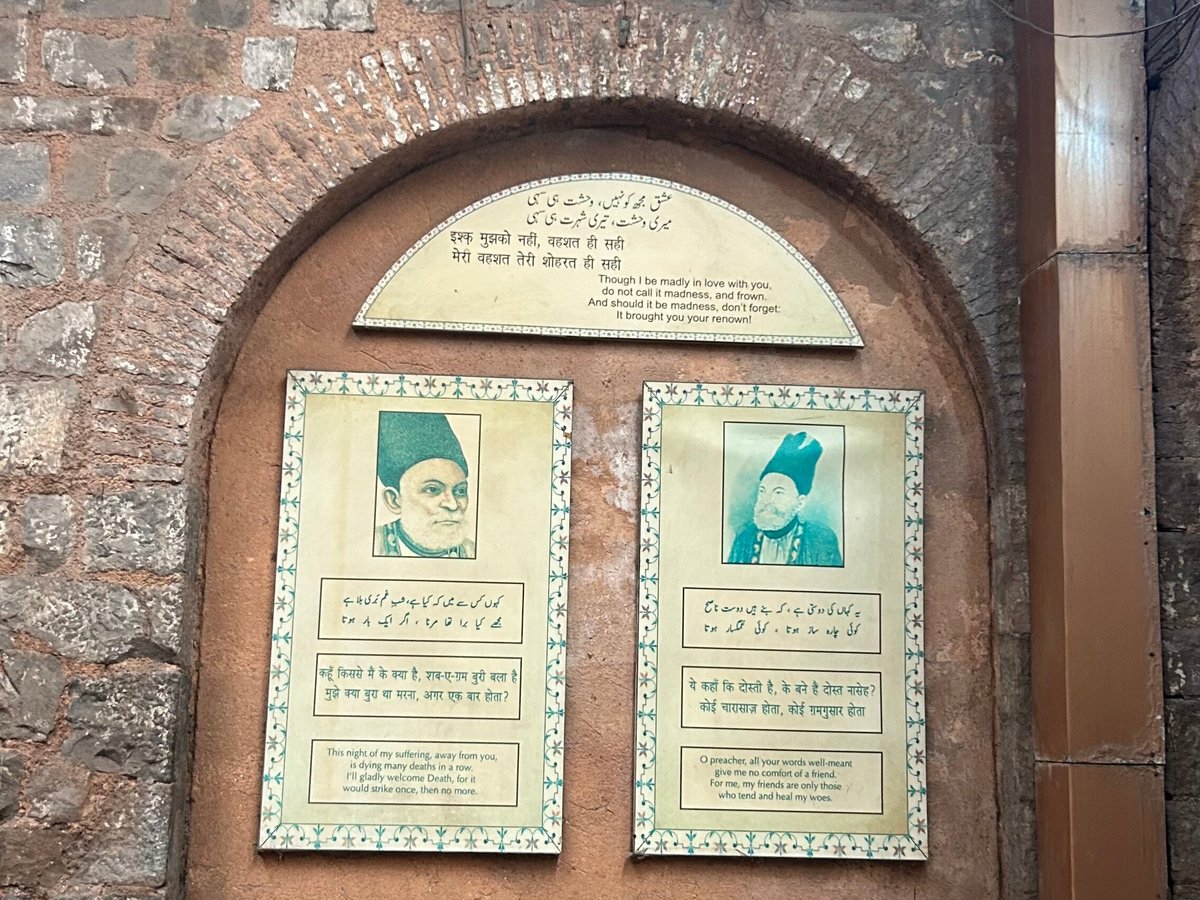 عشق مجھ کو نہیں، وحشت ہی سہی
میری وحشت، تیری شہرت ہی سہی
इश्क़ मुझको नहीं, वहशत ही सही
मेरी वहशत तेरी शोहरत ही सही
Though I be madly in love with you,
do not call it madness, and frown.
And should it be madness, don't forget:
It brought you your renown!
کہوں کس سے میں کہ کیا ہے، شبِ غم بُری بلا ہے
مجھے کیا برا تھا مرنا ، اگر ایک بار ہوتا
कहूँ किससे मैं के क्या है, शब-ए-ग़म बुरी बला है
मुझे क्या बुरा था मरना, अगर एक बार होता?
This night of my suffering, away from you,
is dying many deaths in a row.
I'll gladly welcome Death, for it
would strike once, then no more.
یہ کہاں کی دوستی ہے ، کہ بنے ہیں دوست ناصح
کوئی چارہ ساز ہوتا ، کوئی غمگسار ہوتا
ये कहाँ कि दोस्ती है, के बने है दोस्त नासेह?
कोई चारासाज़ होता, कोई ग़मगुसार होता
O preacher, all your words well-meant
give me no comfort of a friend.
For me, my friends are only those
who tend and heal my woes.